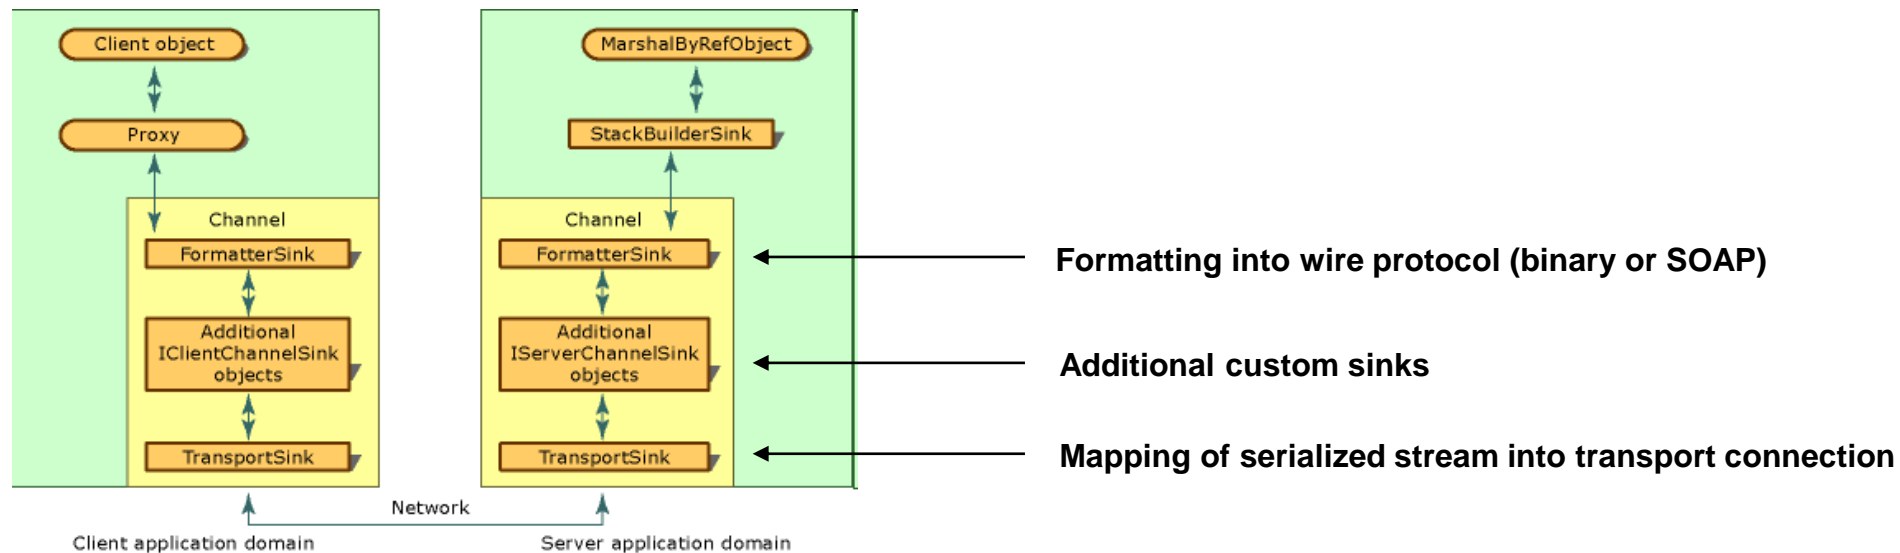 Client object
Proxy
Channel
FormatterSink
Additional
IClientChannelSink
objects
TransportSink
MarshalByRefObject
StackBuilderSink
Channel
FormatterSink
Additional
IServerChannelSink
objects
TransportSink
Formatting into wire protocol (binary or SOAP)
Additional custom sinks
Mapping of serialized stream into transport connection
Network
Client application domain
Server application domain